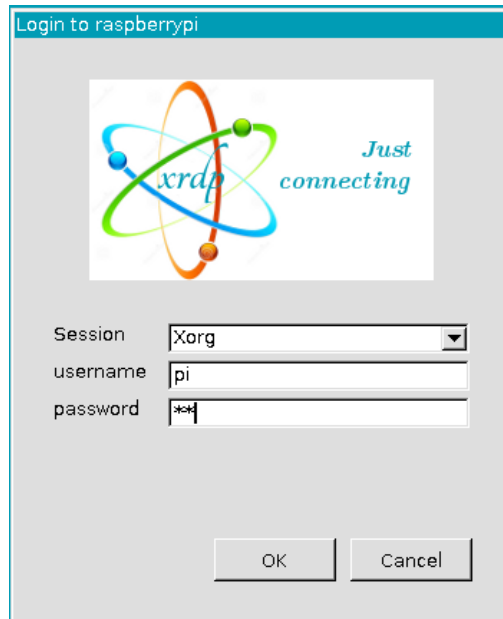 Login to raspberrypi
xrdp
Just
connecting
Session
Xorg
username
pi
password
**
OK
Cancel